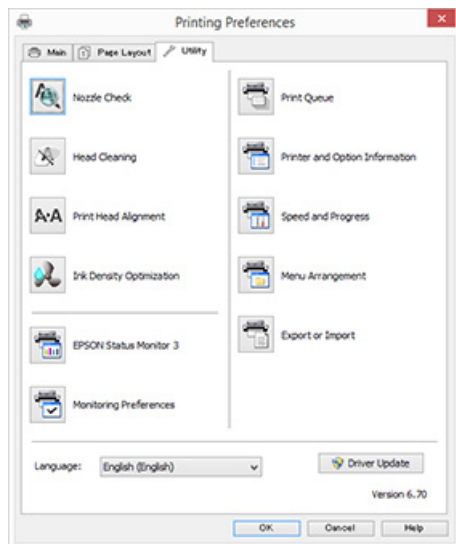 Printing Preferences
Main
Page Layout
Utility
Nozzle Check
Head Cleaning
A·A Print Head Alignment
Ink Density Optimization
EPSON Status Monitor 3
Monitoring Preferences
Print Queue
Printer and Option Information
Speed and Progress
Menu Arrangement
Export or Import
Language: English (English)
Driver Update
Version 6.70
OK Cancel Help